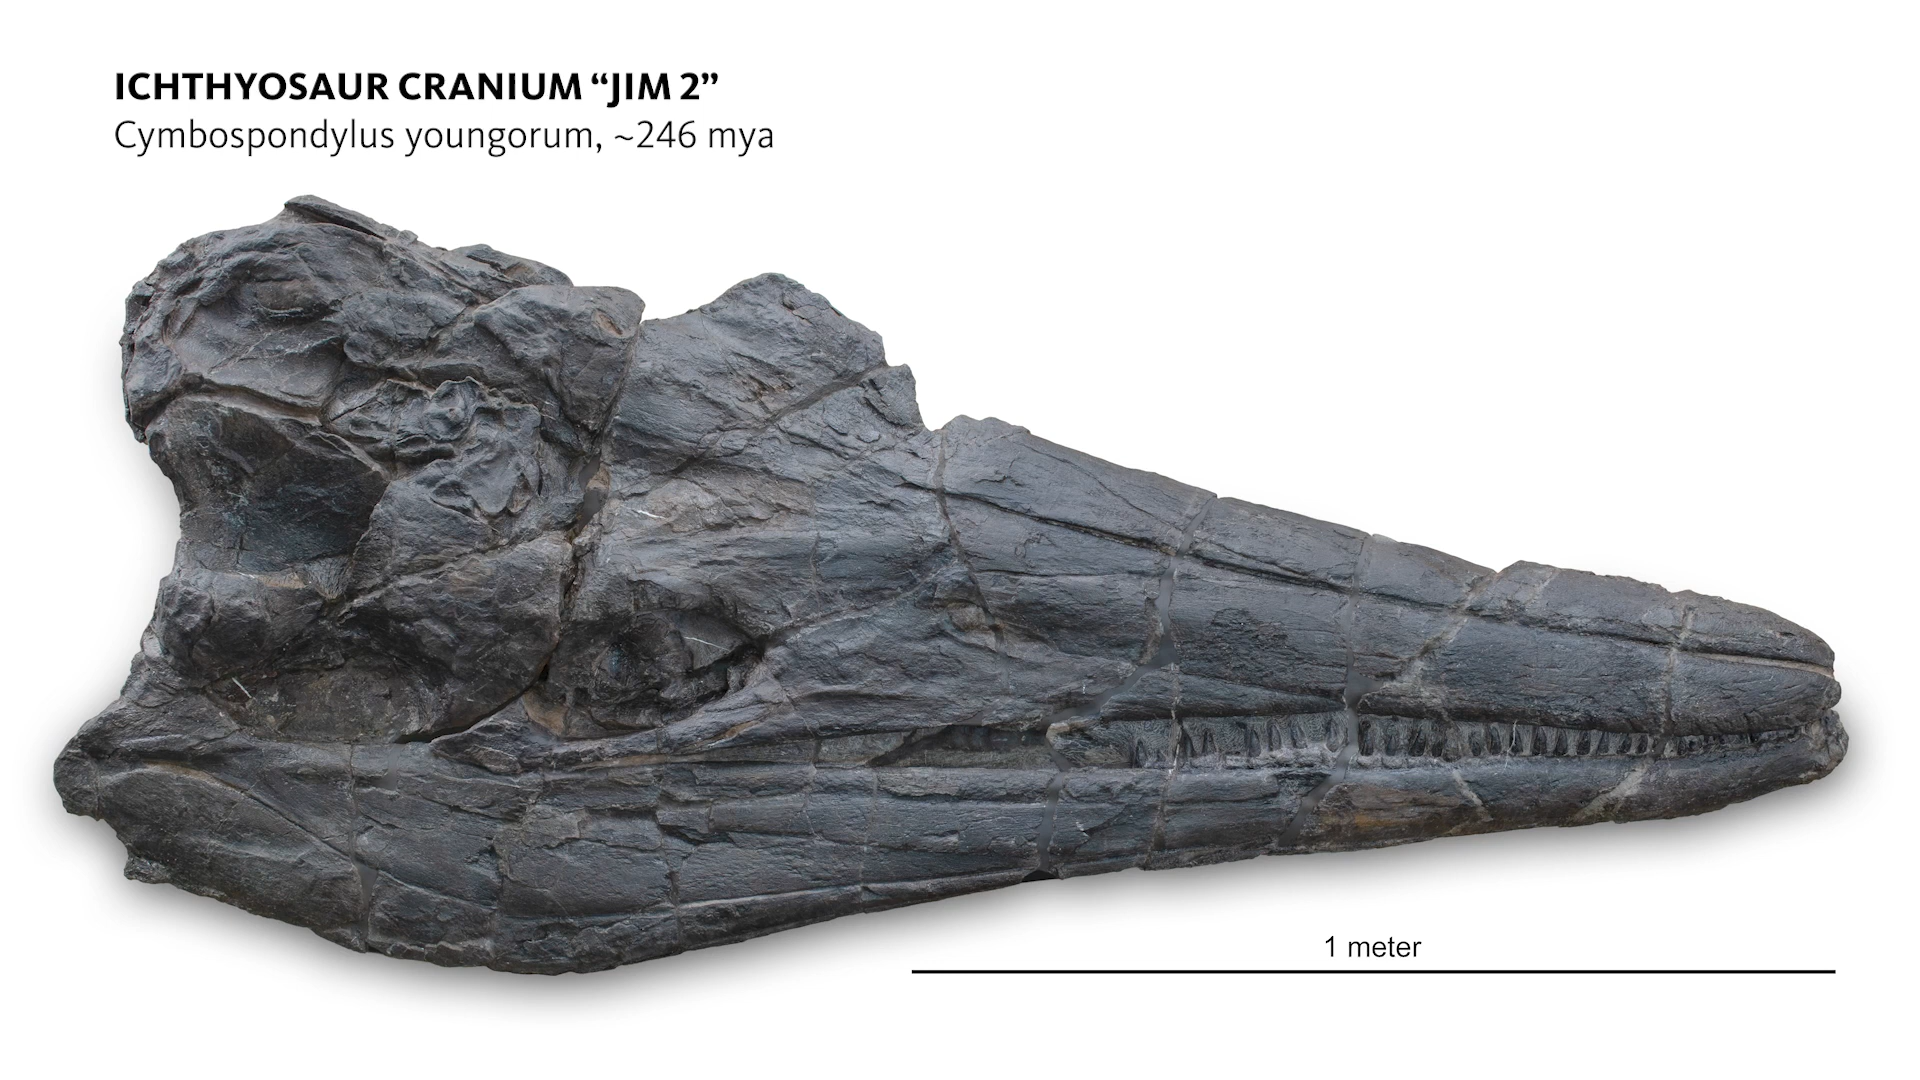 ICHTHYOSAUR CRANIUM “JIM 2”
Cymbospondylus youngorum, ~246 mya
1 meter